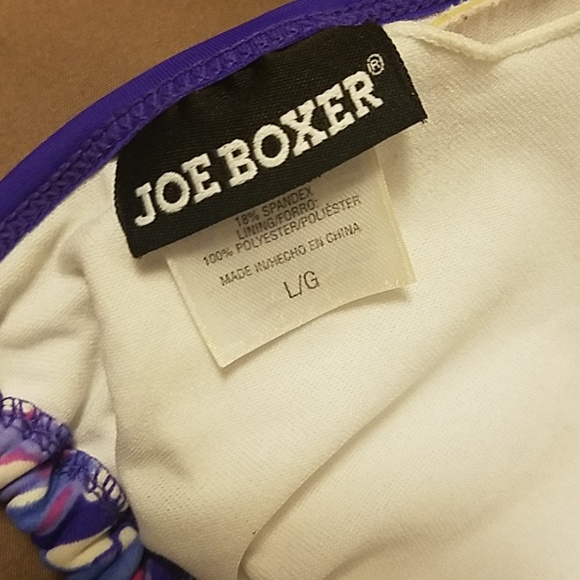 JOE BOXER®
18% SPANDEX
LINING/FORRO:
100% POLYESTER/POLIÉSTER
MADE IN/HECHO EN CHINA
L/G